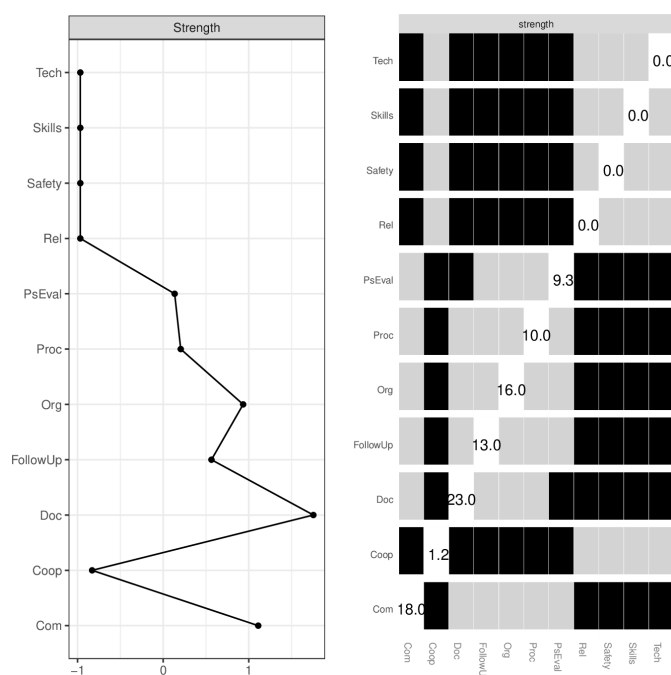 Strength
Tech
Skills
Safety
Rel
PsEval
Proc
Org
FollowUp
Doc
Coop
Com
−1 0 1
strength
Tech 0.0
Skills 0.0
Safety 0.0
Rel 0.0
PsEval 9.3
Proc 10.0
Org 16.0
FollowUp 13.0
Doc 23.0
Coop 1.2
Com 18.0
Com Coop Doc FollowU Org Proc PsEval Rel Safety Skills Tech